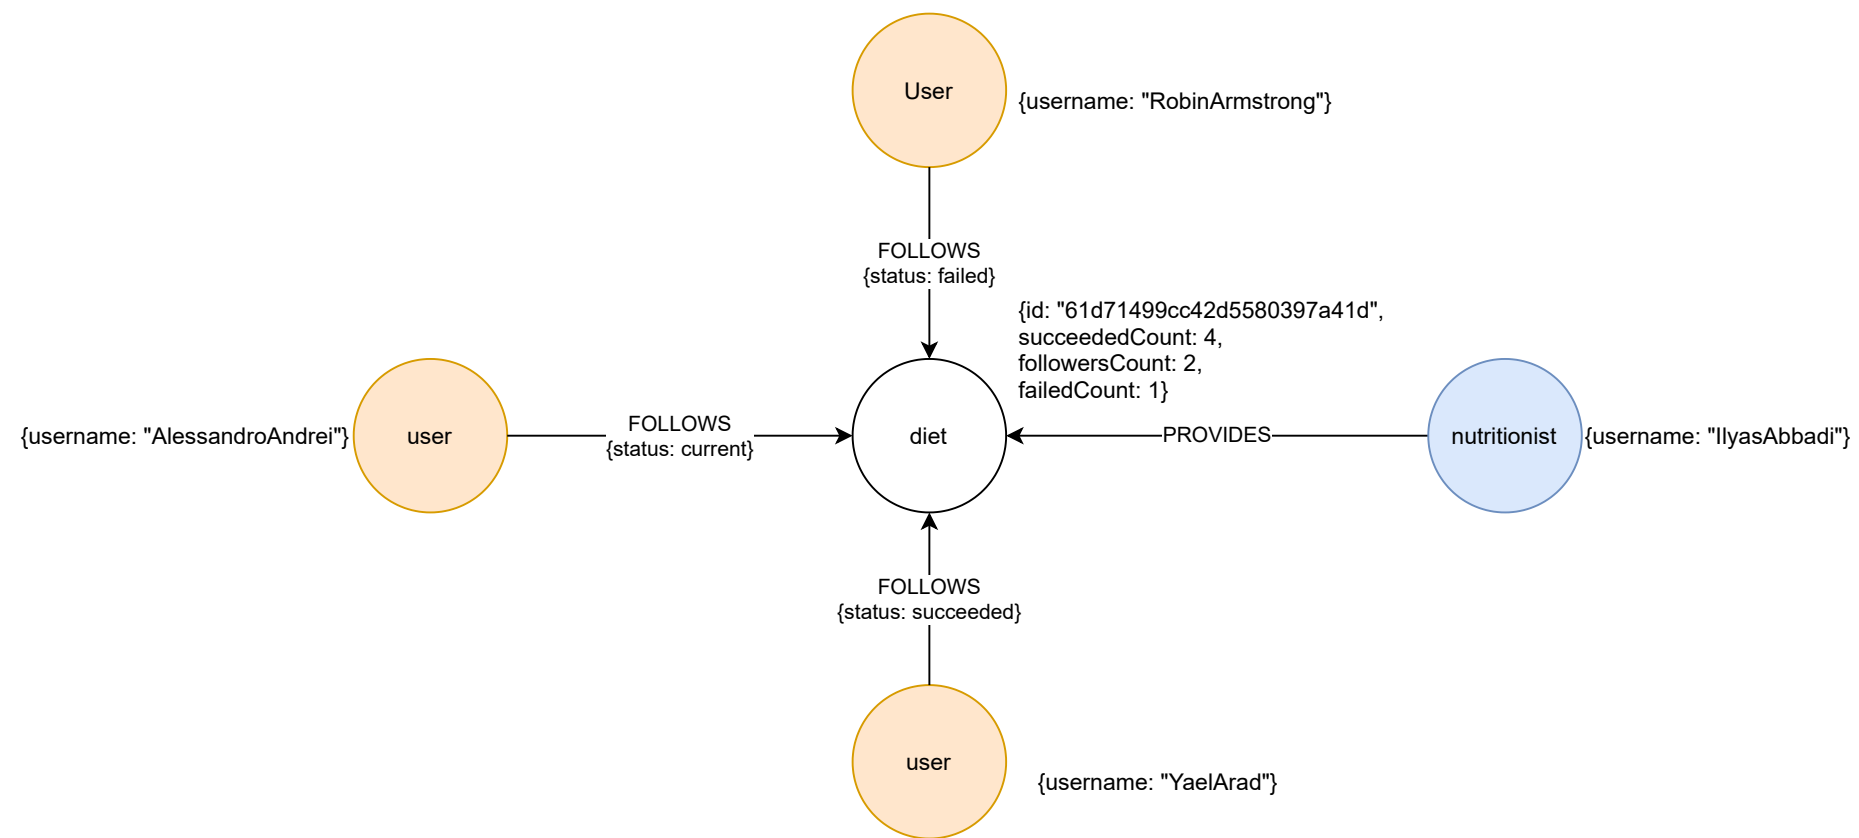 User
{username: "RobinArmstrong"}
FOLLOWS
{status: failed}
{id: "61d71499cc42d5580397a41d",
succeededCount: 4,
followersCount: 2,
failedCount: 1}
{username: "AlessandroAndrei"}
user
FOLLOWS
{status: current}
diet
PROVIDES
nutritionist
{username: "IlyasAbbadi"}
FOLLOWS
{status: succeeded}
user
{username: "YaelArad"}